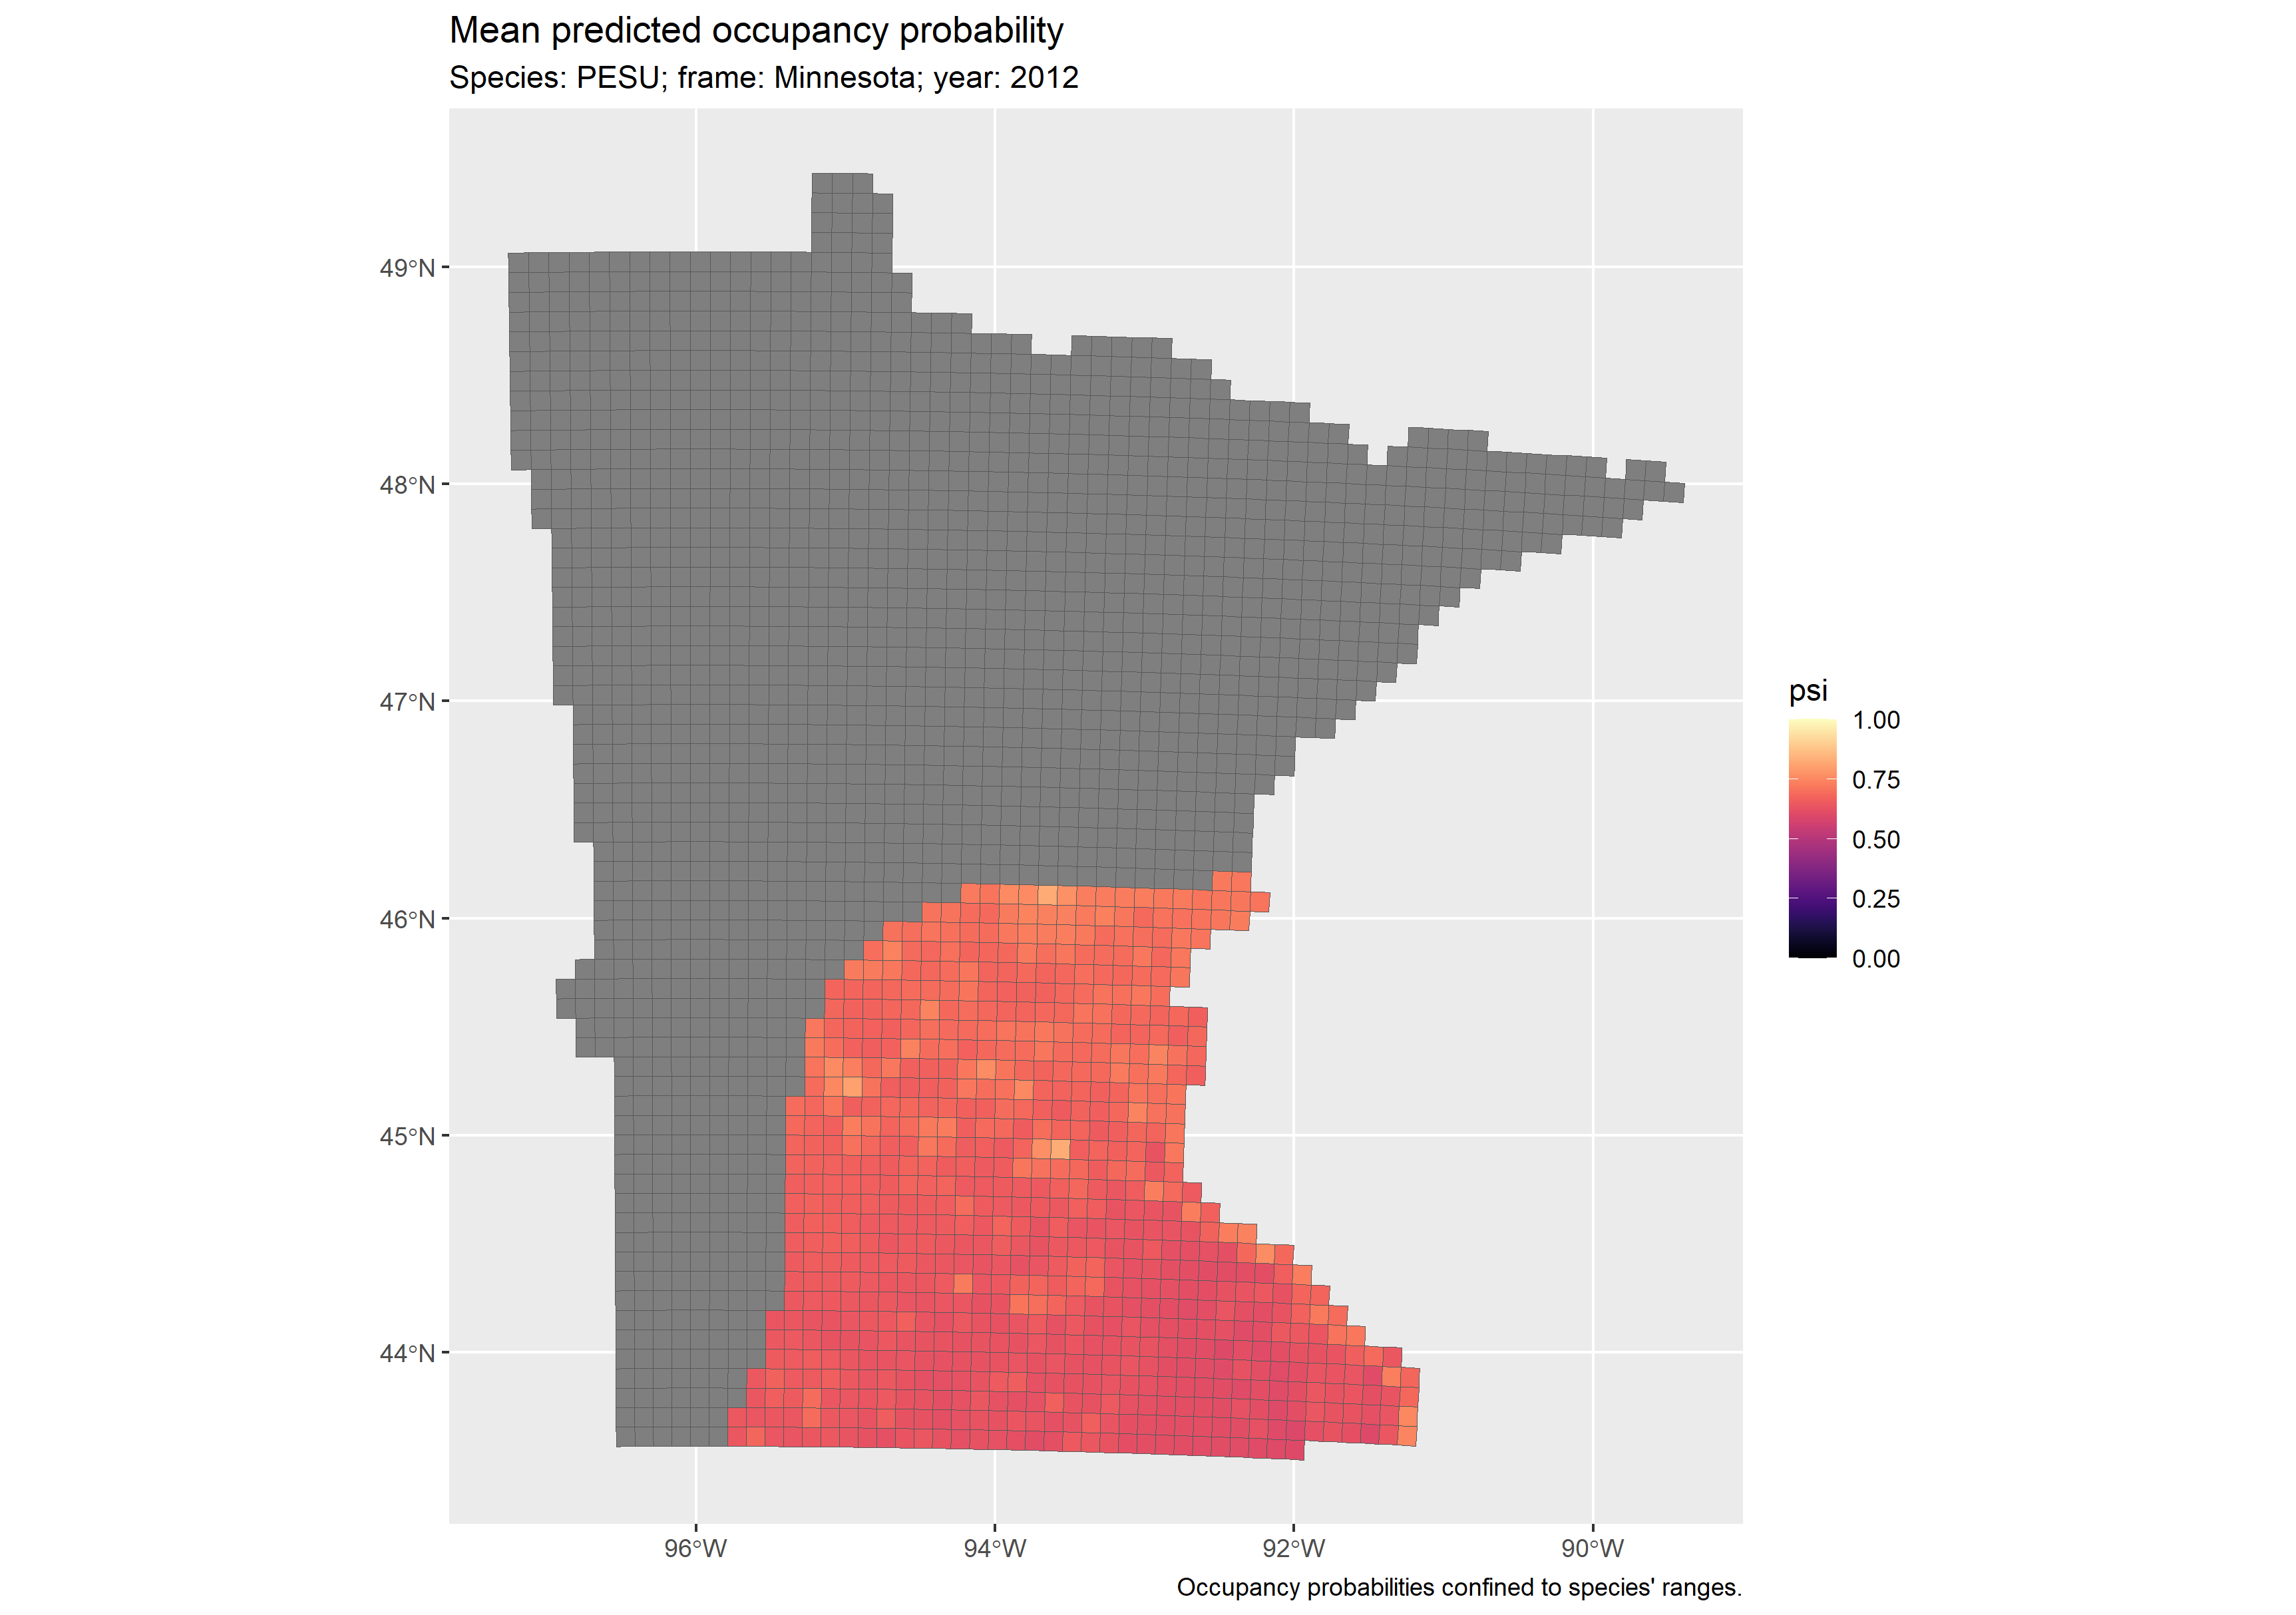 Mean predicted occupancy probability
Species: PESU; frame: Minnesota; year: 2012
49°N
48°N
47°N
46°N
45°N
44°N
96°W
94°W
92°W
90°W
psi
1.00
0.75
0.50
0.25
0.00
Occupancy probabilities confined to species' ranges.